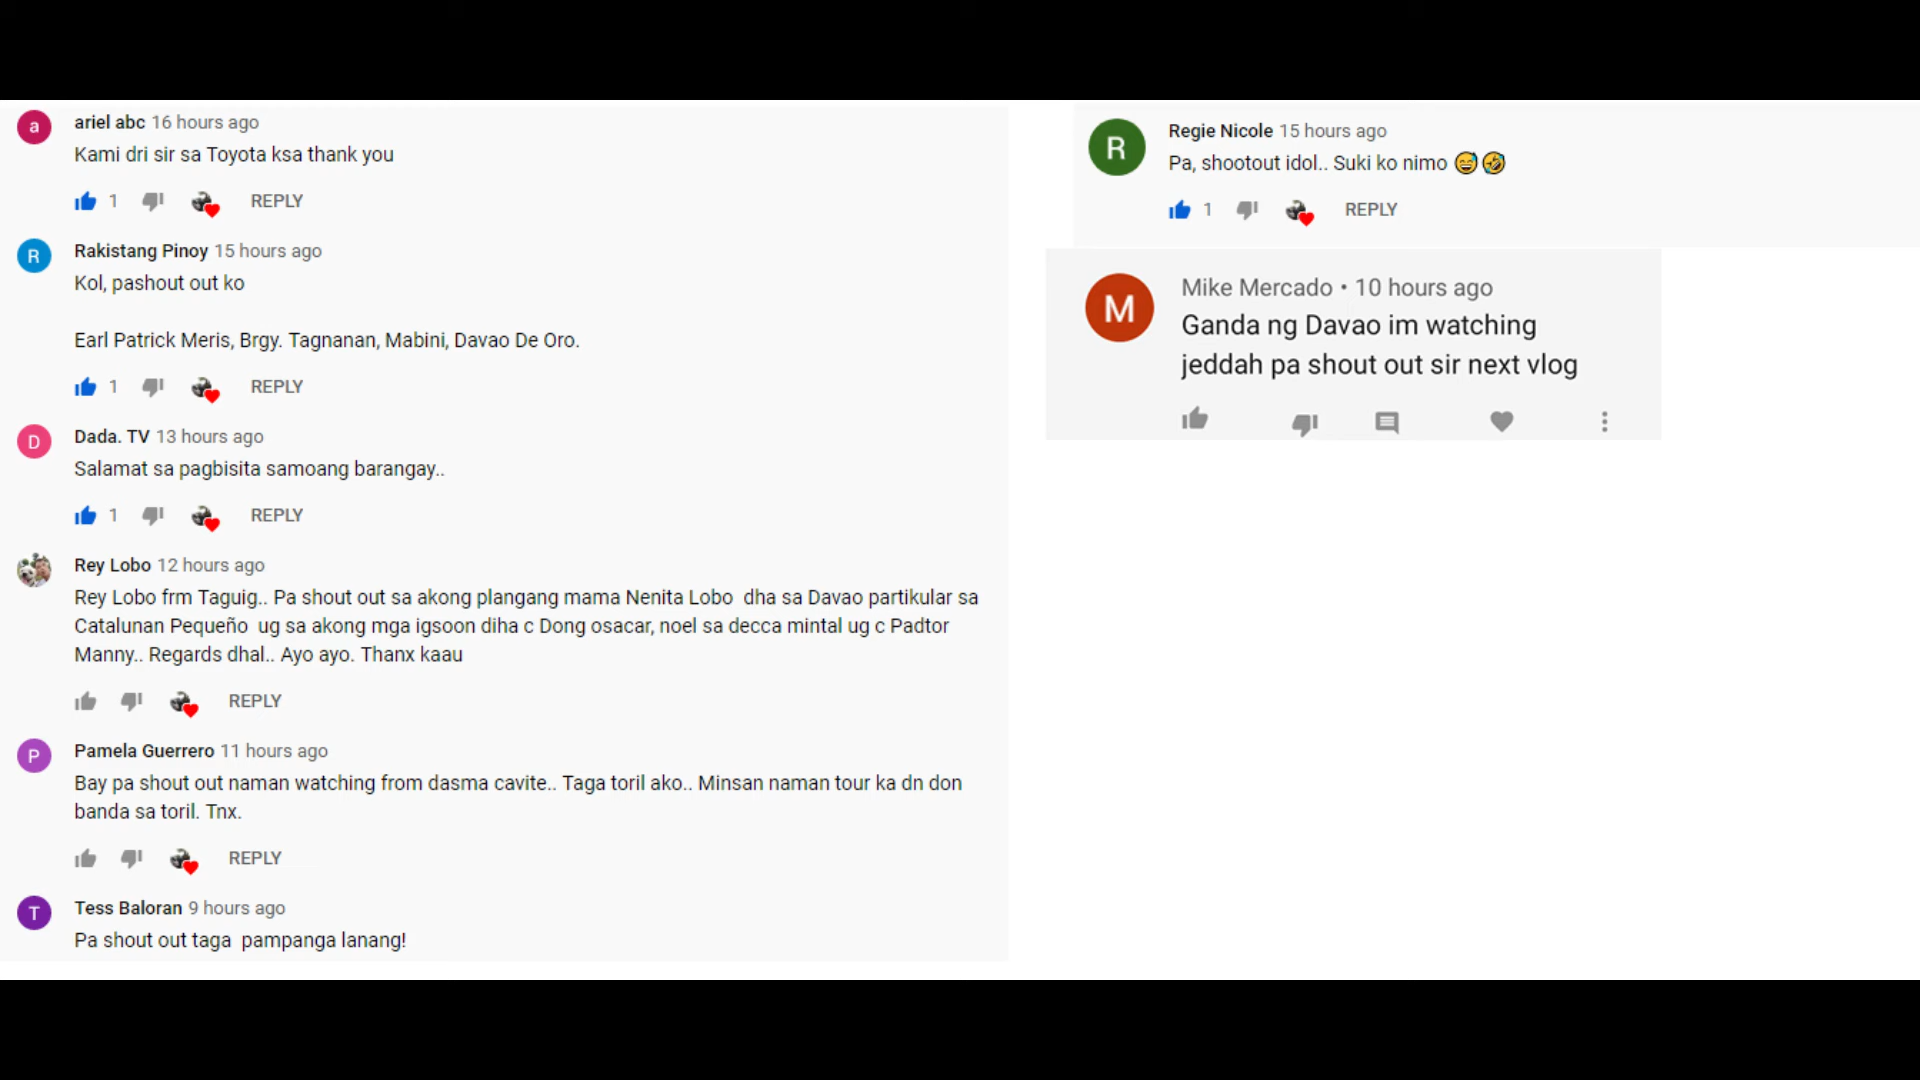 a
ariel abc 16 hours ago
Kami dri sir sa Toyota ksa thank you
1 REPLY
R
Rakistang Pinoy 15 hours ago
Kol, pashout out ko
Earl Patrick Meris, Brgy. Tagnanan, Mabini, Davao De Oro.
1 REPLY
D
Dada. TV 13 hours ago
Salamat sa pagbisita samoang barangay..
1 REPLY
Rey Lobo 12 hours ago
Rey Lobo frm Taguig.. Pa shout out sa akong plangang mama Nenita Lobo dha sa Davao partikular sa
Catalunan Pequeño ug sa akong mga igsoon diha c Dong osacar, noel sa decca mintal ug c Padtor
Manny.. Regards dhal.. Ayo ayo. Thanx kaau
REPLY
P
Pamela Guerrero 11 hours ago
Bay pa shout out naman watching from dasma cavite.. Taga toril ako.. Minsan naman tour ka dn don
banda sa toril. Tnx.
REPLY
T
Tess Baloran 9 hours ago
Pa shout out taga pampanga lanang!
R
Regie Nicole 15 hours ago
Pa, shootout idol.. Suki ko nimo 😅🤣
1 REPLY
M
Mike Mercado • 10 hours ago
Ganda ng Davao im watching
jeddah pa shout out sir next vlog